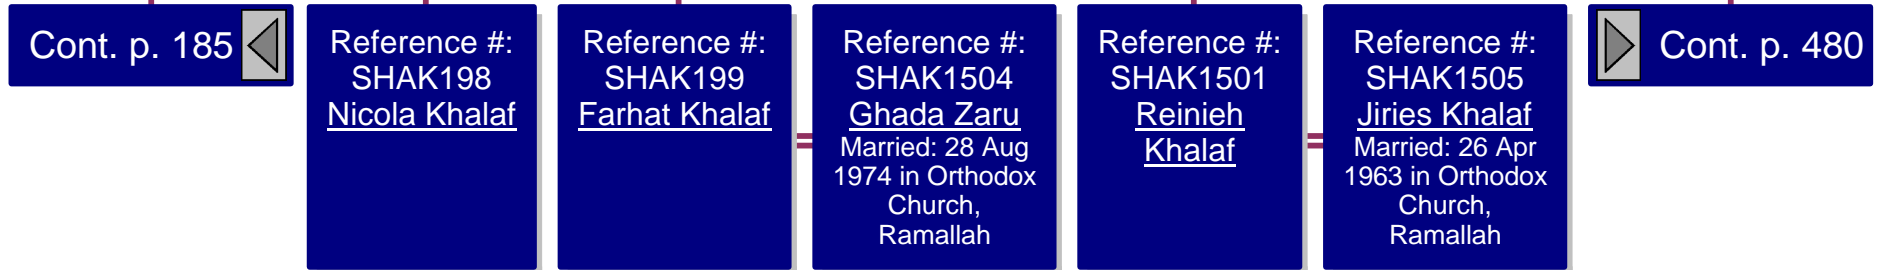 Cont. p. 185
Reference #:
SHAK198
Nicola Khalaf
Reference #:
SHAK199
Farhat Khalaf
Reference #:
SHAK1504
Ghada Zaru
Married: 28 Aug
1974 in Orthodox
Church,
Ramallah
Reference #:
SHAK1501
Reinieh
Khalaf
Reference #:
SHAK1505
Jiries Khalaf
Married: 26 Apr
1963 in Orthodox
Church,
Ramallah
Cont. p. 480